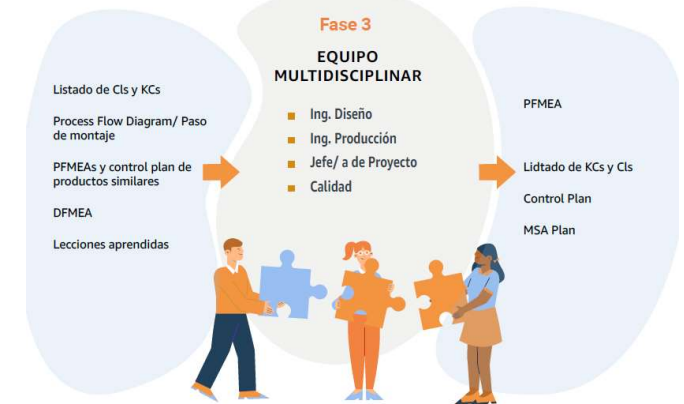 Fase 3
EQUIPO
MULTIDISCIPLINAR
Listado de CIs y KCs
Process Flow Diagram/ Paso
de montaje
PFMEAs y control plan de
productos similares
DFMEA
Lecciones aprendidas
Ing. Diseño
Ing. Producción
Jefe/ a de Proyecto
Calidad
PFMEA
Lidtado de KCs y CIs
Control Plan
MSA Plan